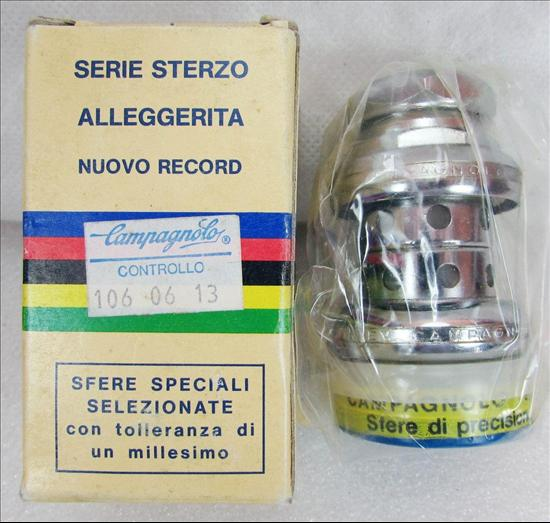 SERIE STERZO
ALLEGGERITA
NUOVO RECORD
Campagnolo®
CONTROLLO
106 06 13
SFERE SPECIALI
SELEZIONATE
con tolleranza di
un millesimo
CAMPAGNOLO
Sfere di precision